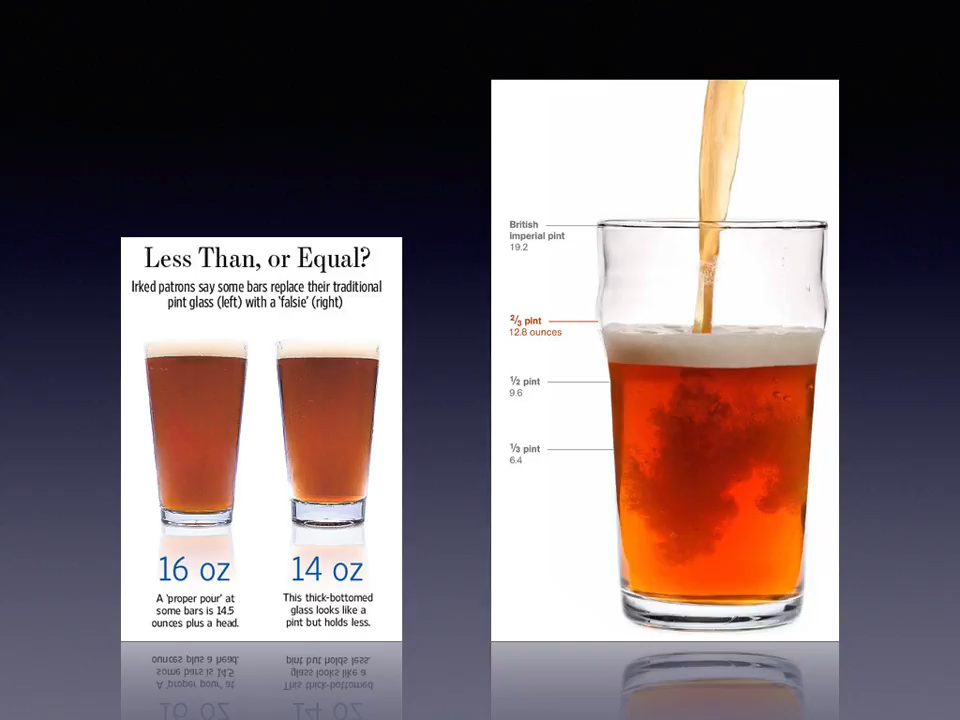 Less Than, or Equal?
Irked patrons say some bars replace their traditional
pint glass (left) with a 'falsie' (right)
16 oz
A 'proper pour' at
some bars is 14.5
ounces plus a head.
14 oz
This thick-bottomed
glass looks like a
pint but holds less.
British
imperial pint
19.2
2/3 pint
12.8 ounces
1/2 pint
9.6
1/3 pint
6.4